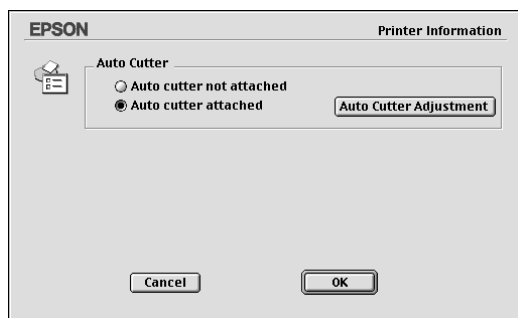 EPSON Printer Information
Auto Cutter
Auto cutter not attached
Auto cutter attached Auto Cutter Adjustment
Cancel OK